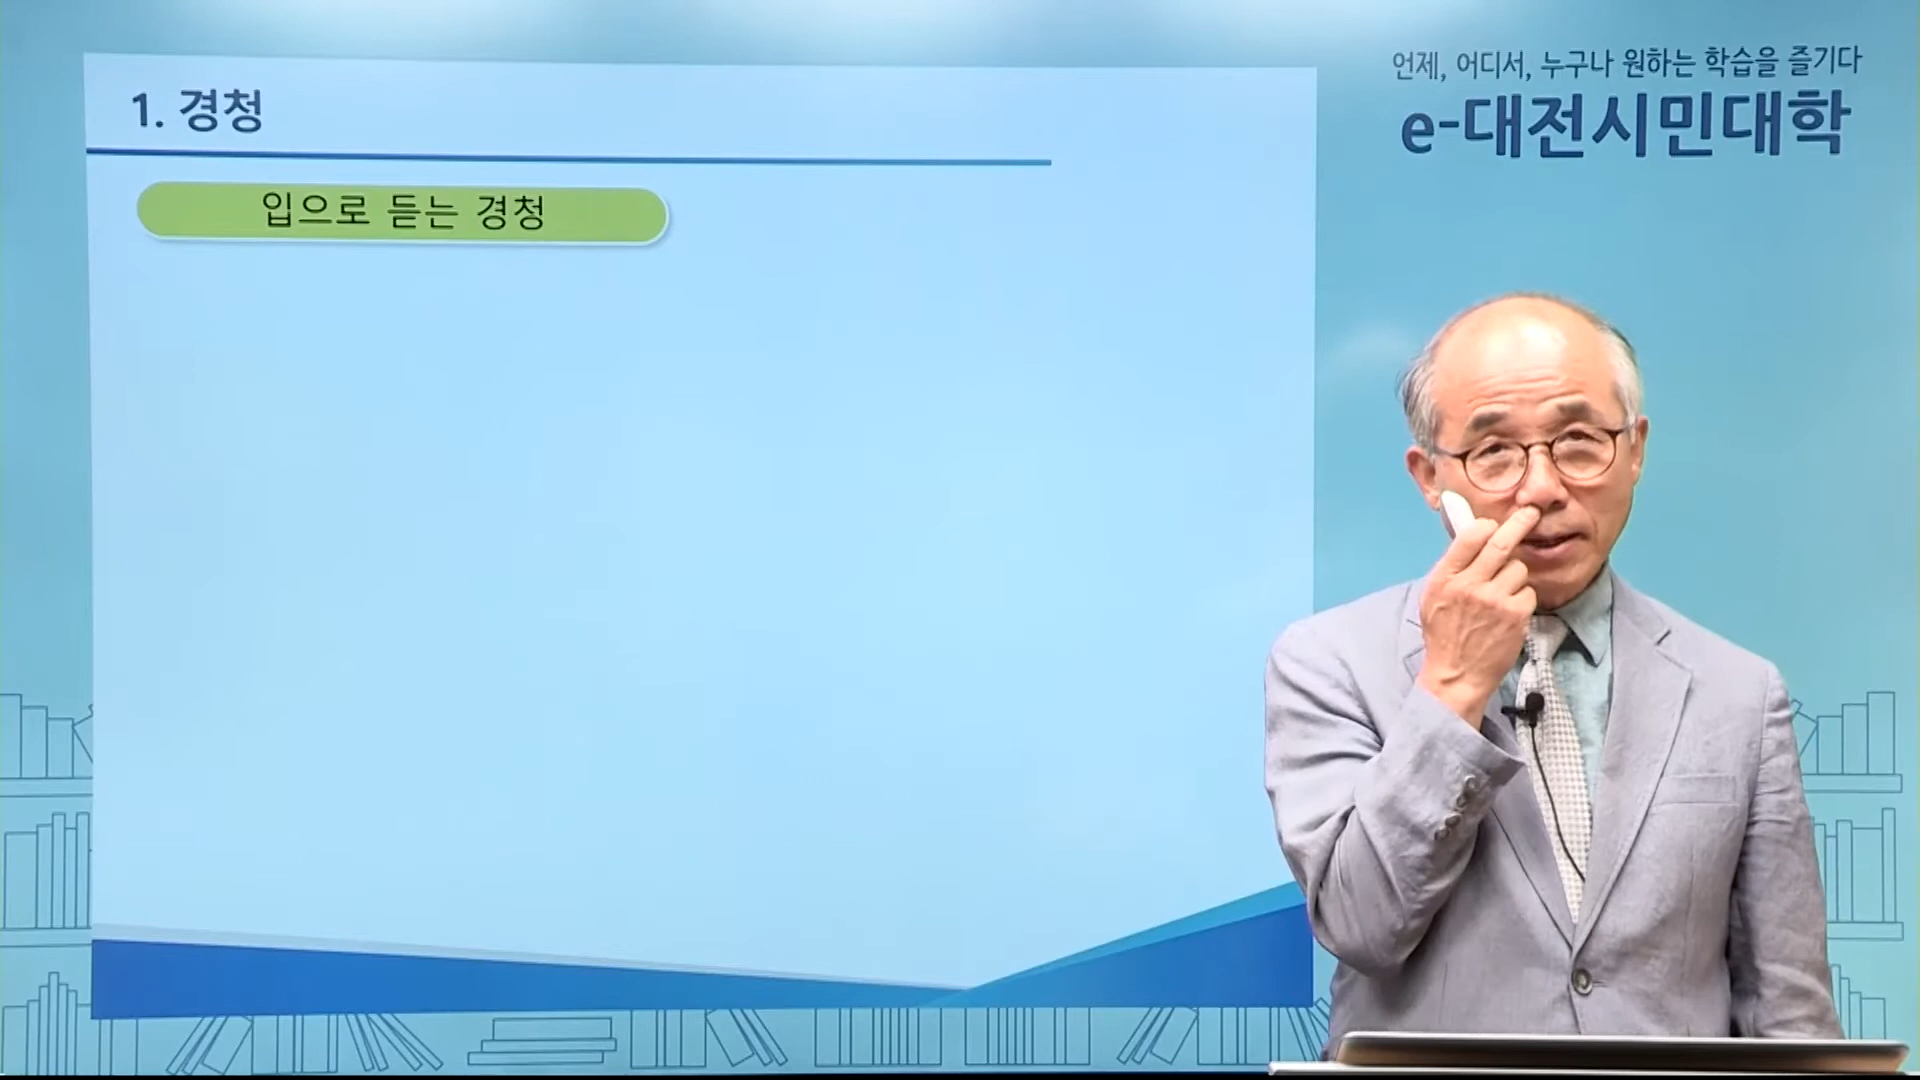 언제, 어디서, 누구나 원하는 학습을 즐기다
e-대전시민대학
1. 경청
입으로 듣는 경청